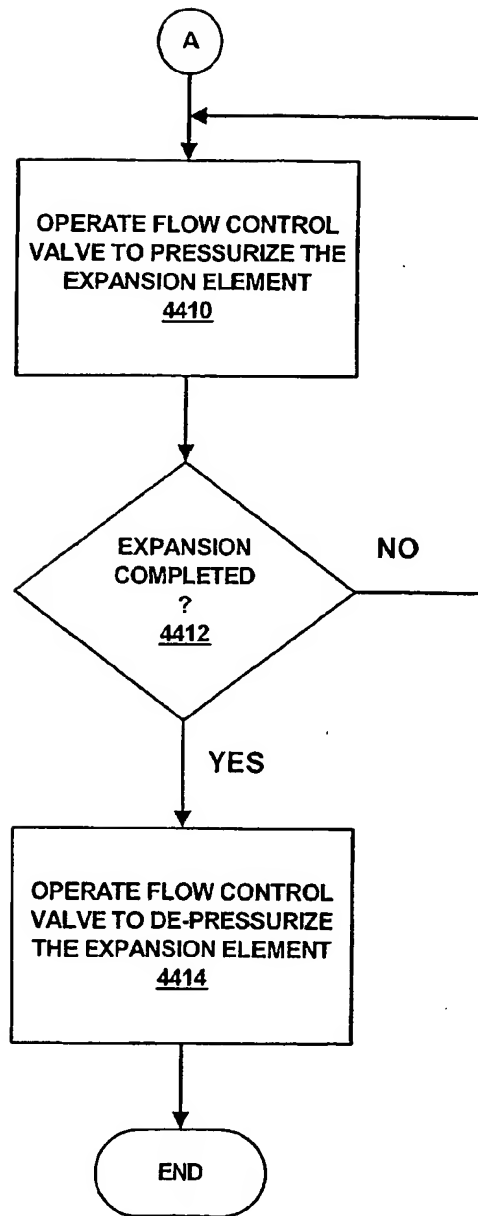 A
OPERATE FLOW CONTROL
VALVE TO PRESSURIZE THE
EXPANSION ELEMENT
4410
EXPANSION
COMPLETED
?
4412
NO
YES
OPERATE FLOW CONTROL
VALVE TO DE-PRESSURIZE
THE EXPANSION ELEMENT
4414
END